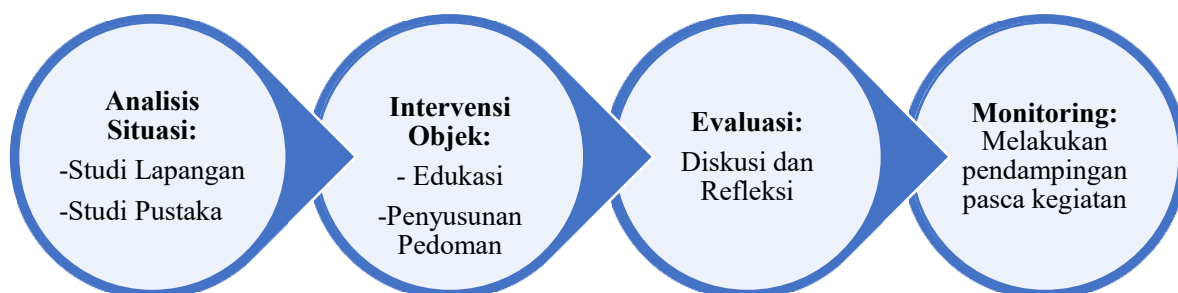 Analisis
Situasi:
-Studi Lapangan
-Studi Pustaka
Intervensi
Objek:
- Edukasi
-Penyusunan
Pedoman
Evaluasi:
Diskusi dan
Refleksi
Monitoring:
Melakukan
pendampingan
pasca kegiatan